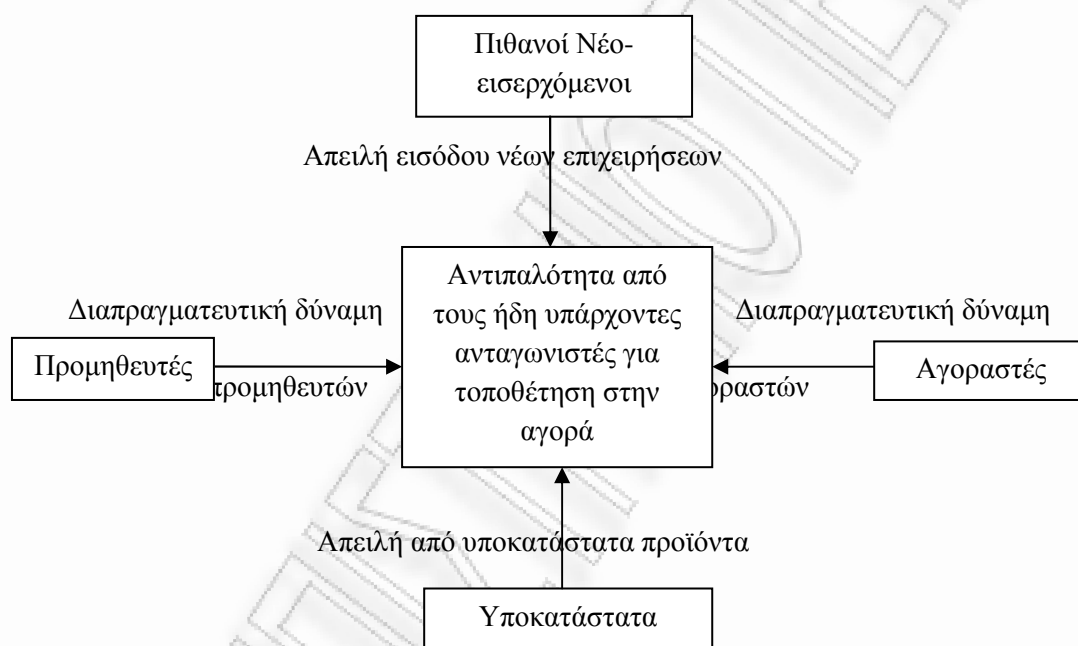 Πιθανοί Νέο-
εισερχόμενοι
Απειλή εισόδου νέων επιχειρήσεων
Αντιπαλότητα από
τους ήδη υπάρχοντες
ανταγωνιστές για
τοποθέτηση στην
αγορά
Διαπραγματευτική δύναμη
Προμηθευτές
προμηθευτών
Διαπραγματευτική δύναμη
Αγοραστές
Απειλή από υποκατάστατα προϊόντα
Υποκατάστατα